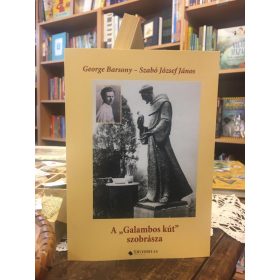 George Barsony – Szabó József János
A „Galambos kút”
szobrásza